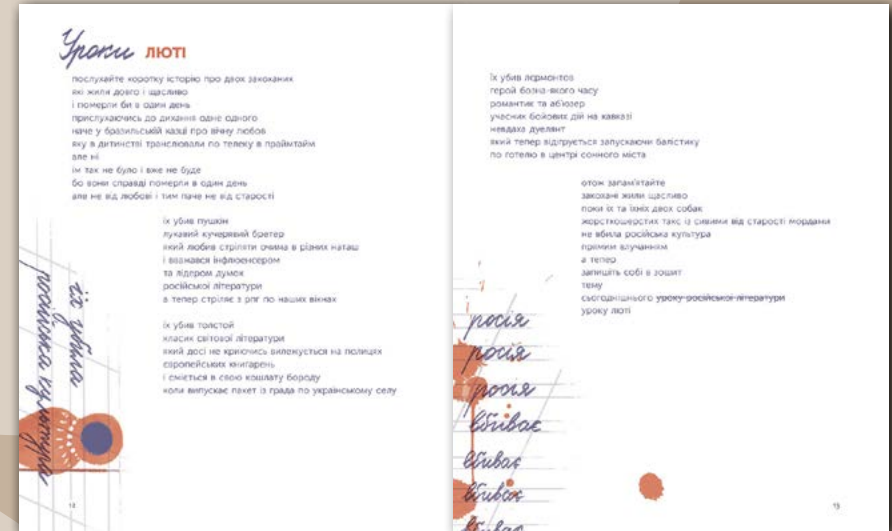 Уроки люті
послухайте коротку історію про двох закоханих
які жили довго і щасливо
і померли би в один день
прислухаючись до дихання одне одного
наче у бразильській казці про вічну любов
яку в дитинстві транслювали по телеку в праймтайм
але ні
їм так не було і вже не буде
бо вони справді померли в один день
але не від любові і тим паче не від старості
їх убив пушкін
лукавий кучерявий бретер
який любив стріляти очима в різних наташ
і вважався інфлюенсером
та лідером думок
російської літератури
а тепер стріляє з рпг по наших вікнах
їх убив толстой
класик світової літератури
який досі не криючись вилежується на полицях
європейських книгарень
і сміється в свою кошлату бороду
коли випускає пакет із града по українському селу
їх убила
російська культура
12
їх убив лєрмонтов
герой бозна-якого часу
романтик та аб'юзер
учасник бойових дій на кавказі
невдаха дуелянт
який тепер відігрується запускаючи балістику
по готелю в центрі сонного міста
отож запам'ятайте
закохані жили щасливо
поки їх та їхніх двох собак
жорсткошерстих такс із сивими від старості мордами
не вбила російська культура
прямим влучанням
а тепер
запишіть собі в зошит
тему
сьогоднішнього уроку російської літератури
уроку люті
росія
росія
росія
вбиває
вбиває
вбиває
вбиває
13